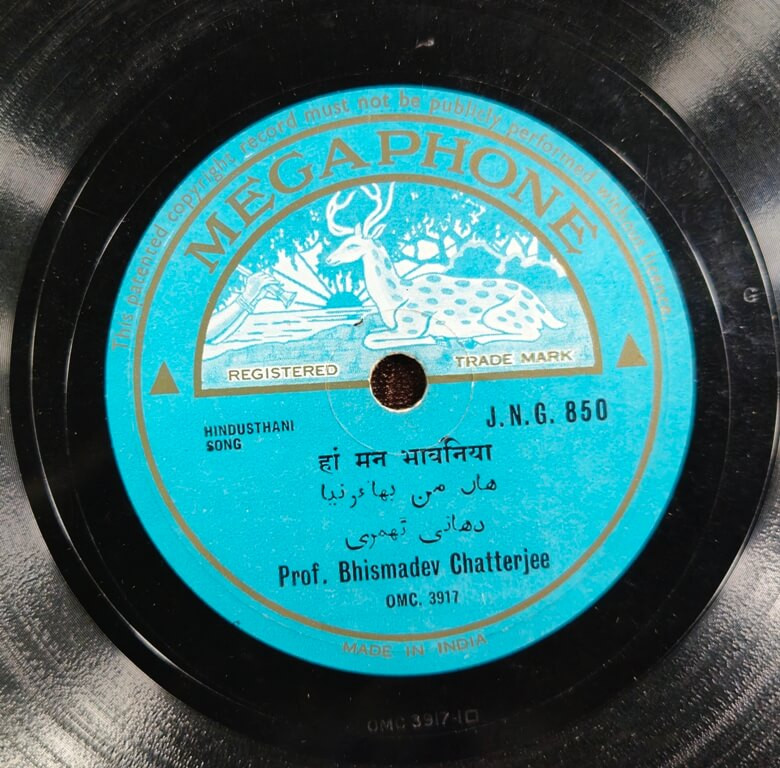 This patented copyright record must not be publicly performed without licence.
MEGAPHONE
REGISTERED TRADE MARK
HINDUSTHANI
SONG
J.N.G. 850
हां मन भावनिया
ھاں من بھاونیا
دھانی ٹھمری
Prof. Bhismadev Chatterjee
OMC. 3917
MADE IN INDIA
OMC 3917-1